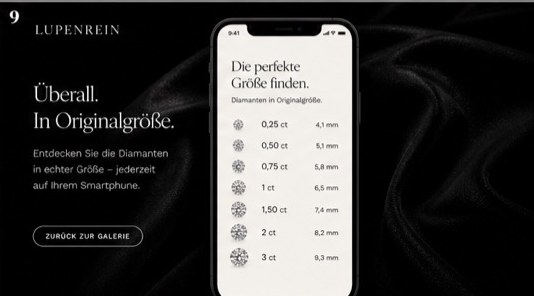 9
LUPENREIN
Überall.
In Originalgröße.
Entdecken Sie die Diamanten
in echter Größe – jederzeit
auf Ihrem Smartphune.
ZURÜCK ZUR GALERIE
9:41
Die perfekte
Größe finden.
Diamanten in Originalgröße.
0,25 ct 4,1 mm
0,50 ct 5,1 mm
0,75 ct 5,8 mm
1 ct 6,5 mm
1,50 ct 7,4 mm
2 ct 8,2 mm
3 ct 9,3 mm